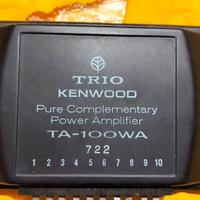 TRIO
KENWOOD
Pure Complementary
Power Amplifier
TA-100WA
722
1 2 3 4 5 6 7 8 9 10